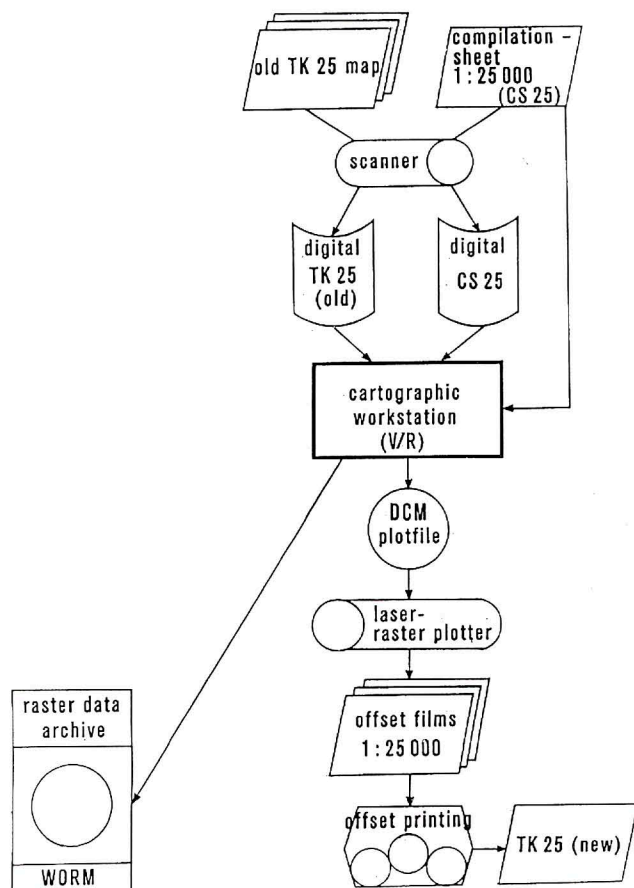 old TK 25 map
compilation -
sheet
1 : 25 000
(CS 25)
scanner
digital
TK 25
(old)
digital
CS 25
cartographic
workstation
(V/R)
DCM
plotfile
laser-
raster plotter
raster data
archive
WORM
offset films
1 : 25 000
offset printing
TK 25 (new)